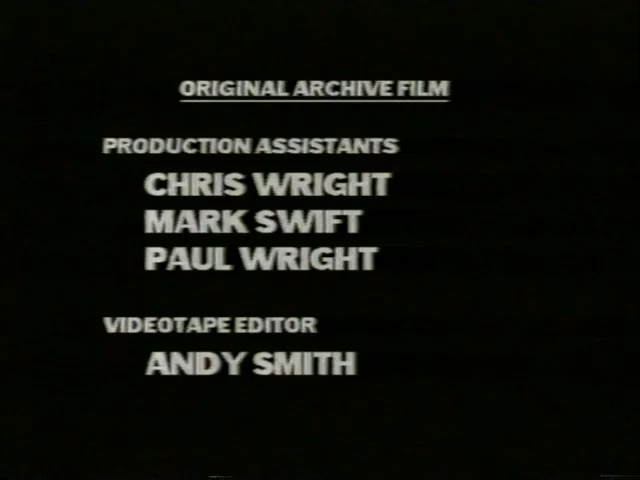 ORIGINAL ARCHIVE FILM
PRODUCTION ASSISTANTS
CHRIS WRIGHT
MARK SWIFT
PAUL WRIGHT
VIDEOTAPE EDITOR
ANDY SMITH